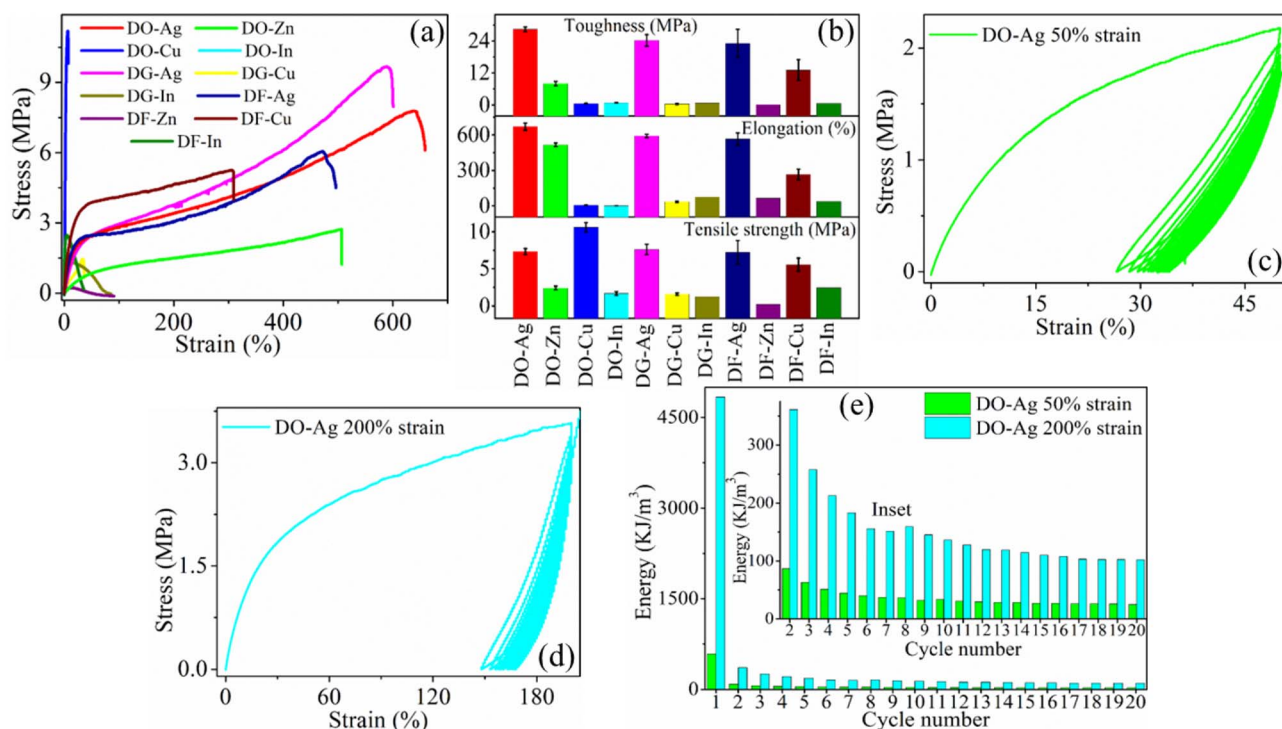 (a)
DO-Ag DO-Zn
DO-Cu DO-In
DG-Ag DG-Cu
DG-In DF-Ag
DF-Zn DF-Cu
DF-In
Stress (MPa)
9
6
3
0
0 200 400 600
Strain (%)
(b)
Toughness (MPa)
24
12
0
Elongation (%)
600
300
0
Tensile strength (MPa)
10
5
0
DO-Ag
DO-Zn
DO-Cu
DO-In
DG-Ag
DG-Cu
DG-In
DF-Ag
DF-Zn
DF-Cu
DF-In
DO-Ag 50% strain
(c)
Stress (MPa)
2
1
0
0 15 30 45
Strain (%)
DO-Ag 200% strain
(d)
Stress (MPa)
3.0
1.5
0.0
0 60 120 180
Strain (%)
(e)
DO-Ag 50% strain
DO-Ag 200% strain
Energy (KJ/m³)
4500
3000
1500
0
1 2 3 4 5 6 7 8 9 10 11 12 13 14 15 16 17 18 19 20
Cycle number
Inset
Energy (KJ/m³)
300
200
100
0
2 3 4 5 6 7 8 9 10 11 12 13 14 15 16 17 18 19 20
Cycle number